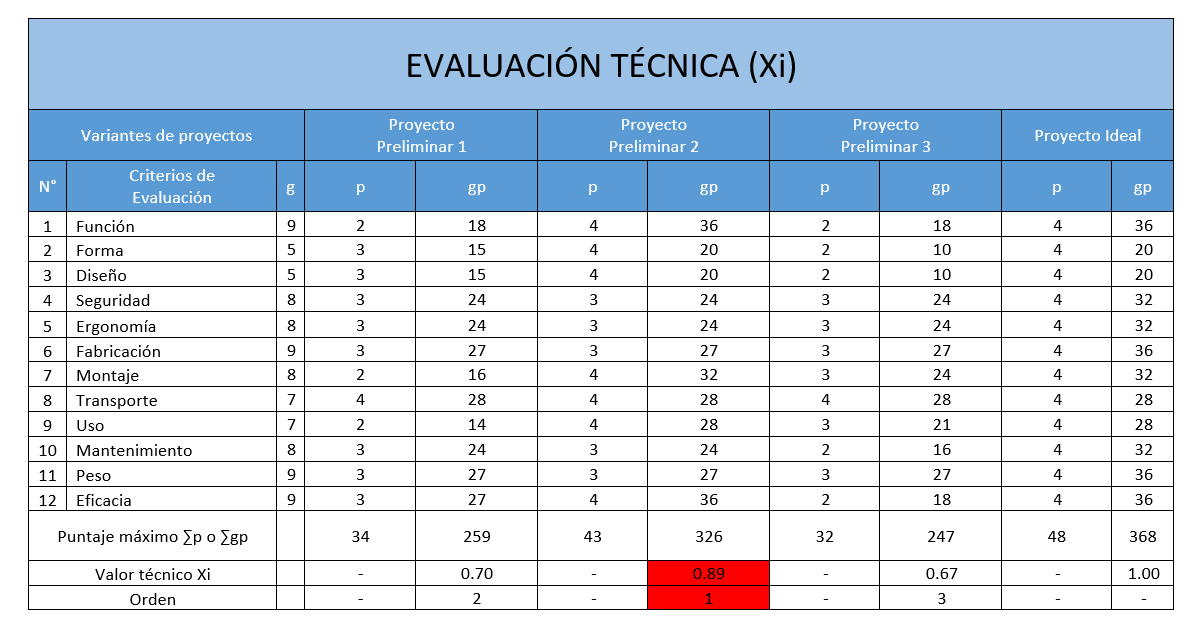 EVALUACIÓN TÉCNICA (Xi)
Variantes de proyectos Proyecto Preliminar 1 Proyecto Preliminar 2 Proyecto Preliminar 3 Proyecto Ideal
N° Criterios de Evaluación g p gp p gp p gp p gp
1 Función 9 2 18 4 36 2 18 4 36
2 Forma 5 3 15 4 20 2 10 4 20
3 Diseño 5 3 15 4 20 2 10 4 20
4 Seguridad 8 3 24 3 24 3 24 4 32
5 Ergonomía 8 3 24 3 24 3 24 4 32
6 Fabricación 9 3 27 3 27 3 27 4 36
7 Montaje 8 2 16 4 32 3 24 4 32
8 Transporte 7 4 28 4 28 4 28 4 28
9 Uso 7 2 14 4 28 3 21 4 28
10 Mantenimiento 8 3 24 3 24 2 16 4 32
11 Peso 9 3 27 3 27 3 27 4 36
12 Eficacia 9 3 27 4 36 2 18 4 36
Puntaje máximo ∑p o ∑gp 34 259 43 326 32 247 48 368
Valor técnico Xi - 0.70 - 0.89 - 0.67 - 1.00
Orden - 2 - 1 - 3 - -